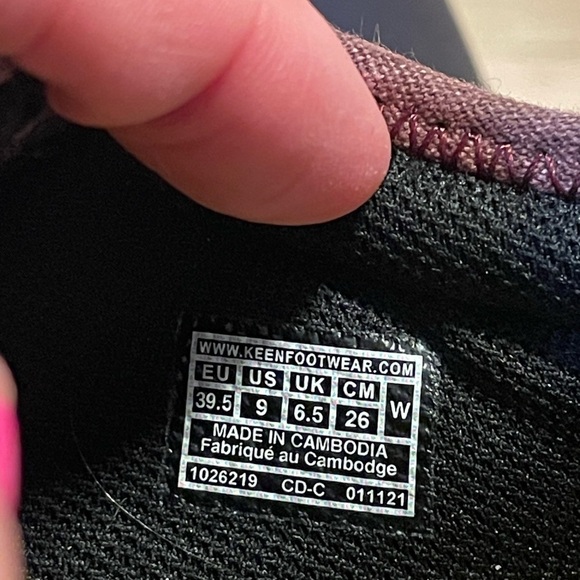 WWW.KEENFOOTWEAR.COM
EU US UK CM W
39.5 9 6.5 26
MADE IN CAMBODIA
Fabriqué au Cambodge
1026219 CD-C 011121